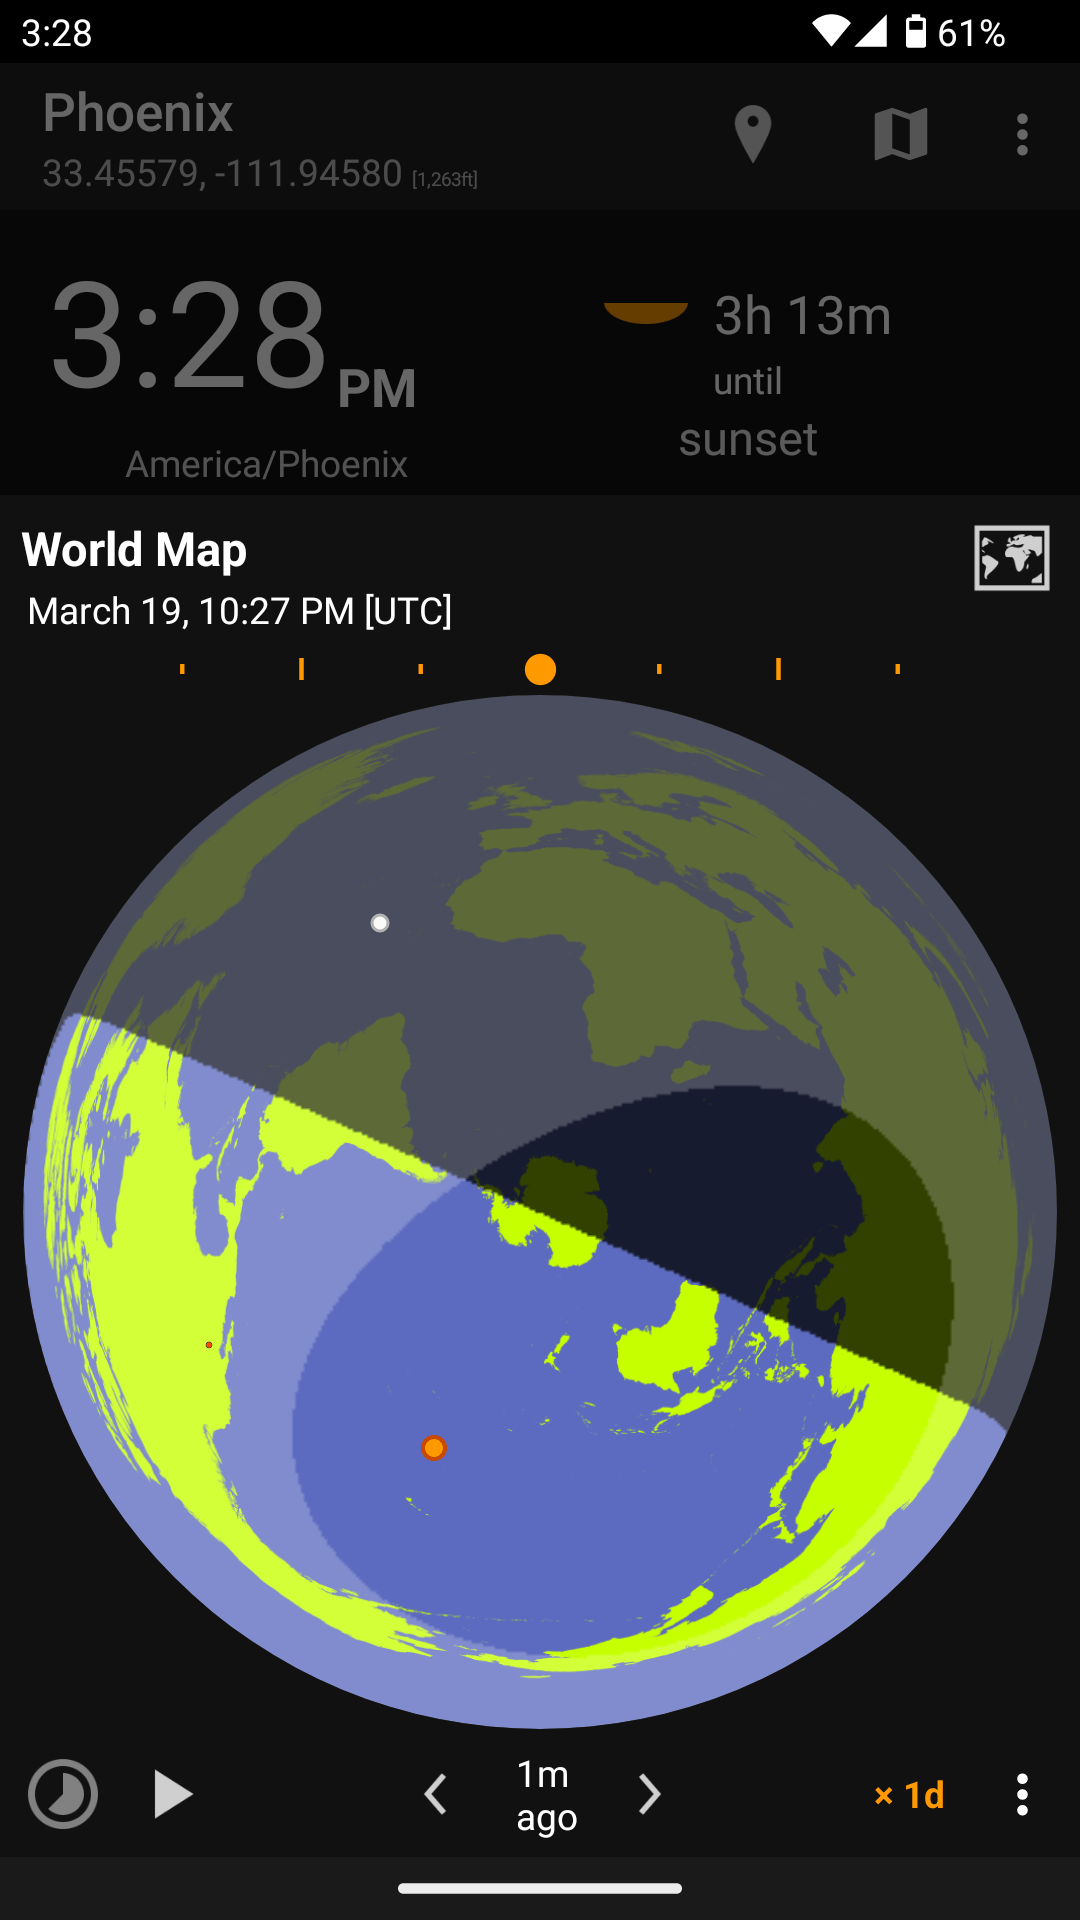 3:28
61%
Phoenix
33.45579, -111.94580 [1,263ft]
3:28 PM
America/Phoenix
3h 13m
until
sunset
World Map
March 19, 10:27 PM [UTC]
1m
ago
× 1d